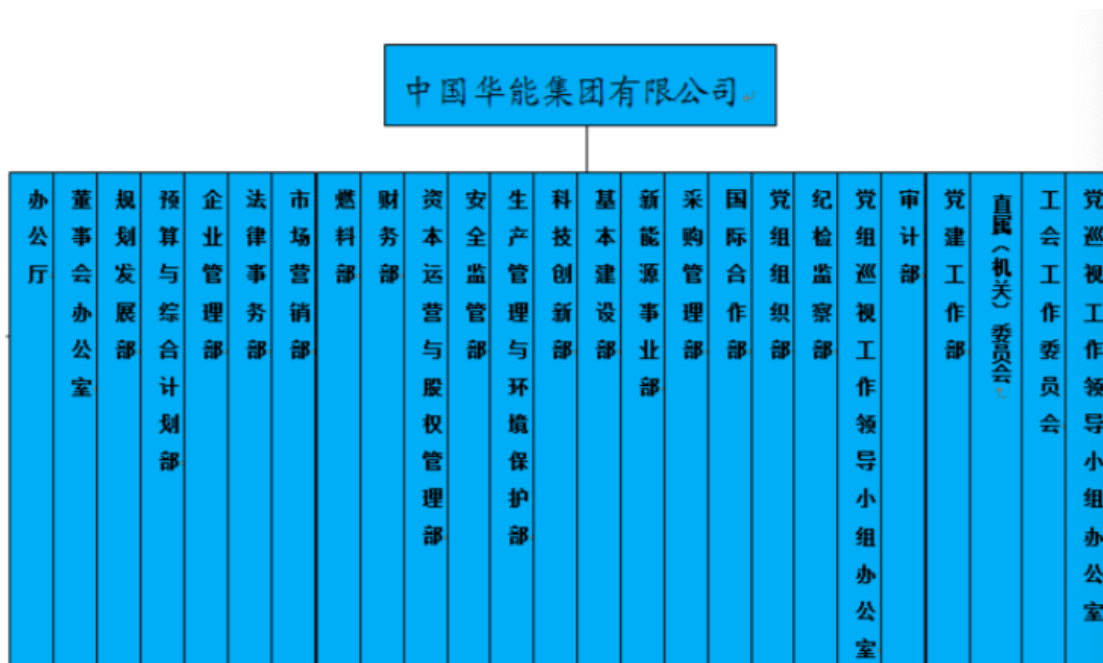 中国华能集团有限公司
办公厅
董事会办公室
规划发展部
预算与综合计划部
企业管理部
法律事务部
市场营销部
燃料部
财务部
资本运营与股权管理部
安全监管部
生产管理与环境保护部
科技创新部
基本建设部
新能源事业部
采购管理部
国际合作部
党组组织部
纪检监察部
党组巡视工作领导小组办公室
审计部
党建工作部
直属（机关）委员会
工会工作委员会
党巡视工作领导小组办公室